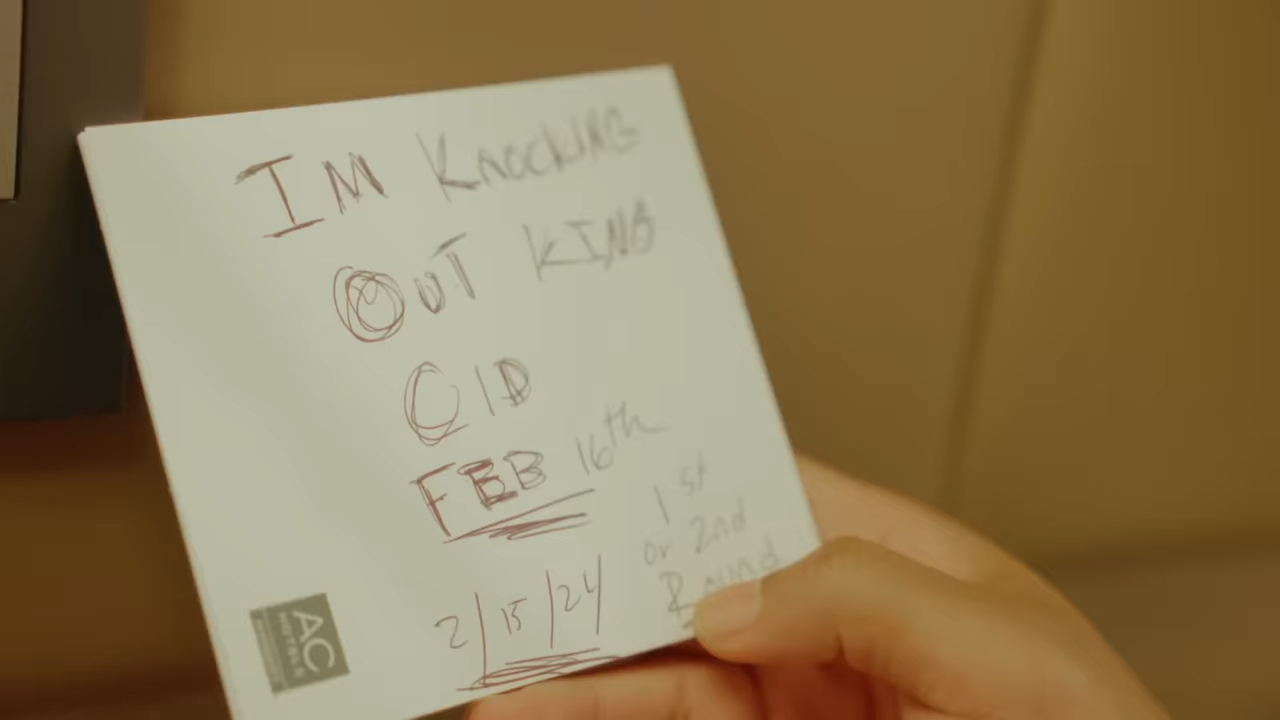 IM KNOCKING
OUT KING
CID
FEB 16th
1st
or 2nd
Round
2/15/24
AC
HOTELS